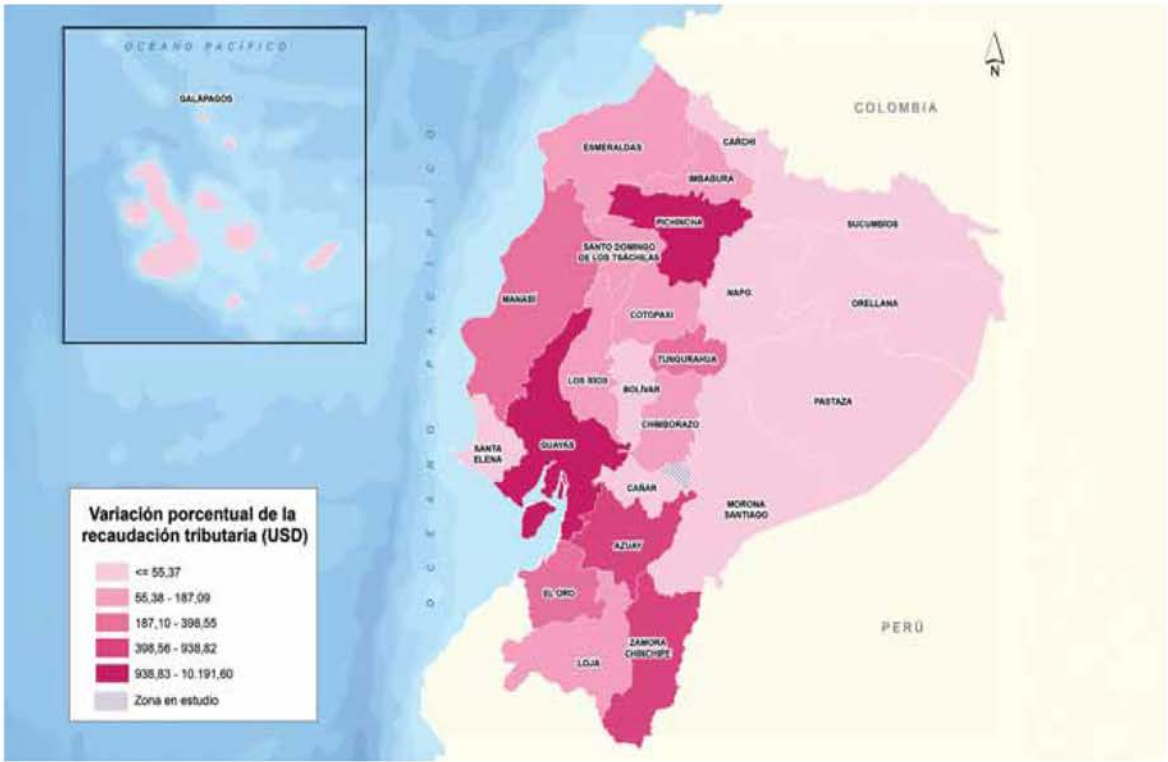 OCEANO PACÍFICO
GALÁPAGOS
N
COLOMBIA
CARCHI
ESMERALDAS
IMBABURA
PICHINCHA
SUCUMBÍOS
SANTO DOMINGO
DE LOS TSÁCHILAS
NAPO
MANABÍ
ORELLANA
COTOPAXI
TUNGURAHUA
LOS RÍOS
BOLÍVAR
PASTAZA
CHIMBORAZO
GUAYAS
SANTA
ELENA
CAÑAR
MORONA
SANTIAGO
AZUAY
EL ORO
ZAMORA
CHINCHIPE
LOJA
PERÚ
OCEANO PACÍFICO
Variación porcentual de la
recaudación tributaria (USD)
<= 55,37
55,38 - 187,09
187,10 - 398,55
398,56 - 938,82
938,83 - 10.191,60
Zona en estudio